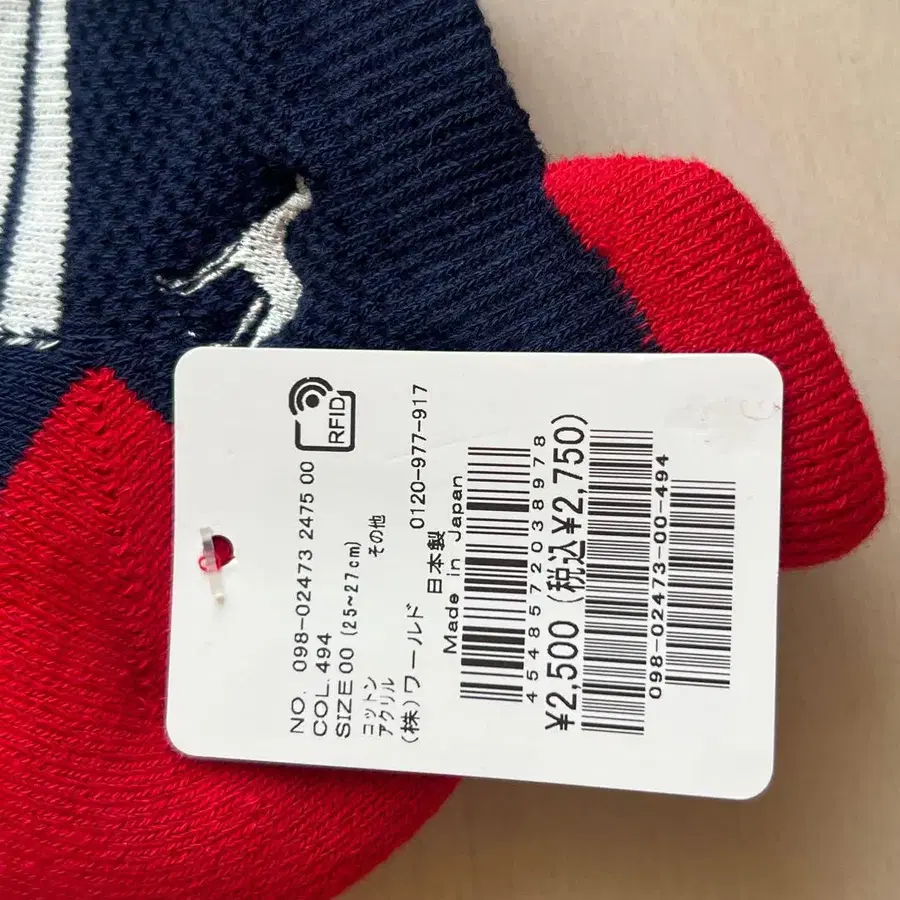 RFID
NO. 098-02473 2475 00
COL. 494
SIZE 00 (25~27cm)
コットン その他
アクリル
(株)ワールド 0120-977-917
日本製
Made in Japan
4548572038978
¥2,500 (税込¥2,750)
098-02473-00-494